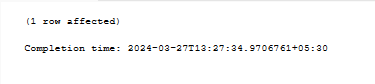 (1 row affected)
Completion time: 2024-03-27T13:27:34.9706761+05:30